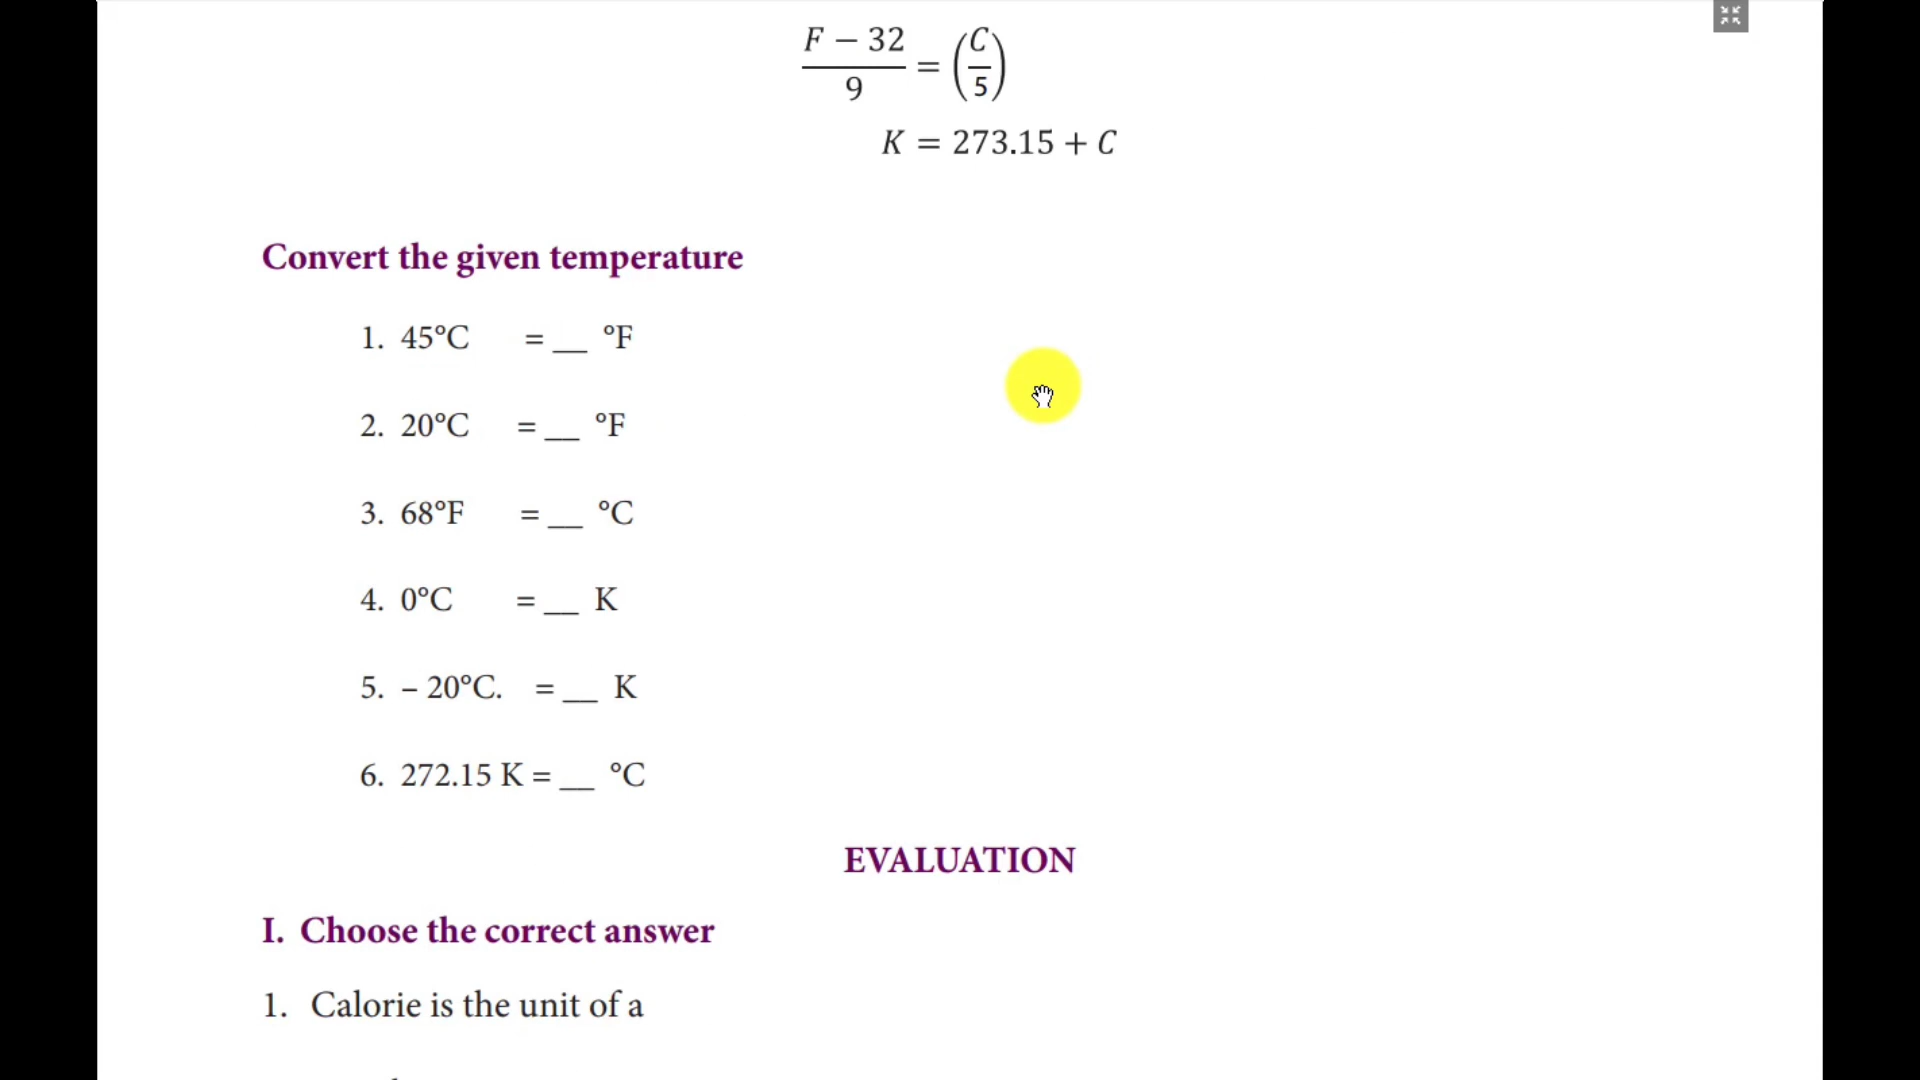 F − 32 / 9 = (C / 5)
K = 273.15 + C
Convert the given temperature
1. 45°C = __ °F
2. 20°C = __ °F
3. 68°F = __ °C
4. 0°C = __ K
5. – 20°C. = __ K
6. 272.15 K = __ °C
EVALUATION
I. Choose the correct answer
1. Calorie is the unit of a